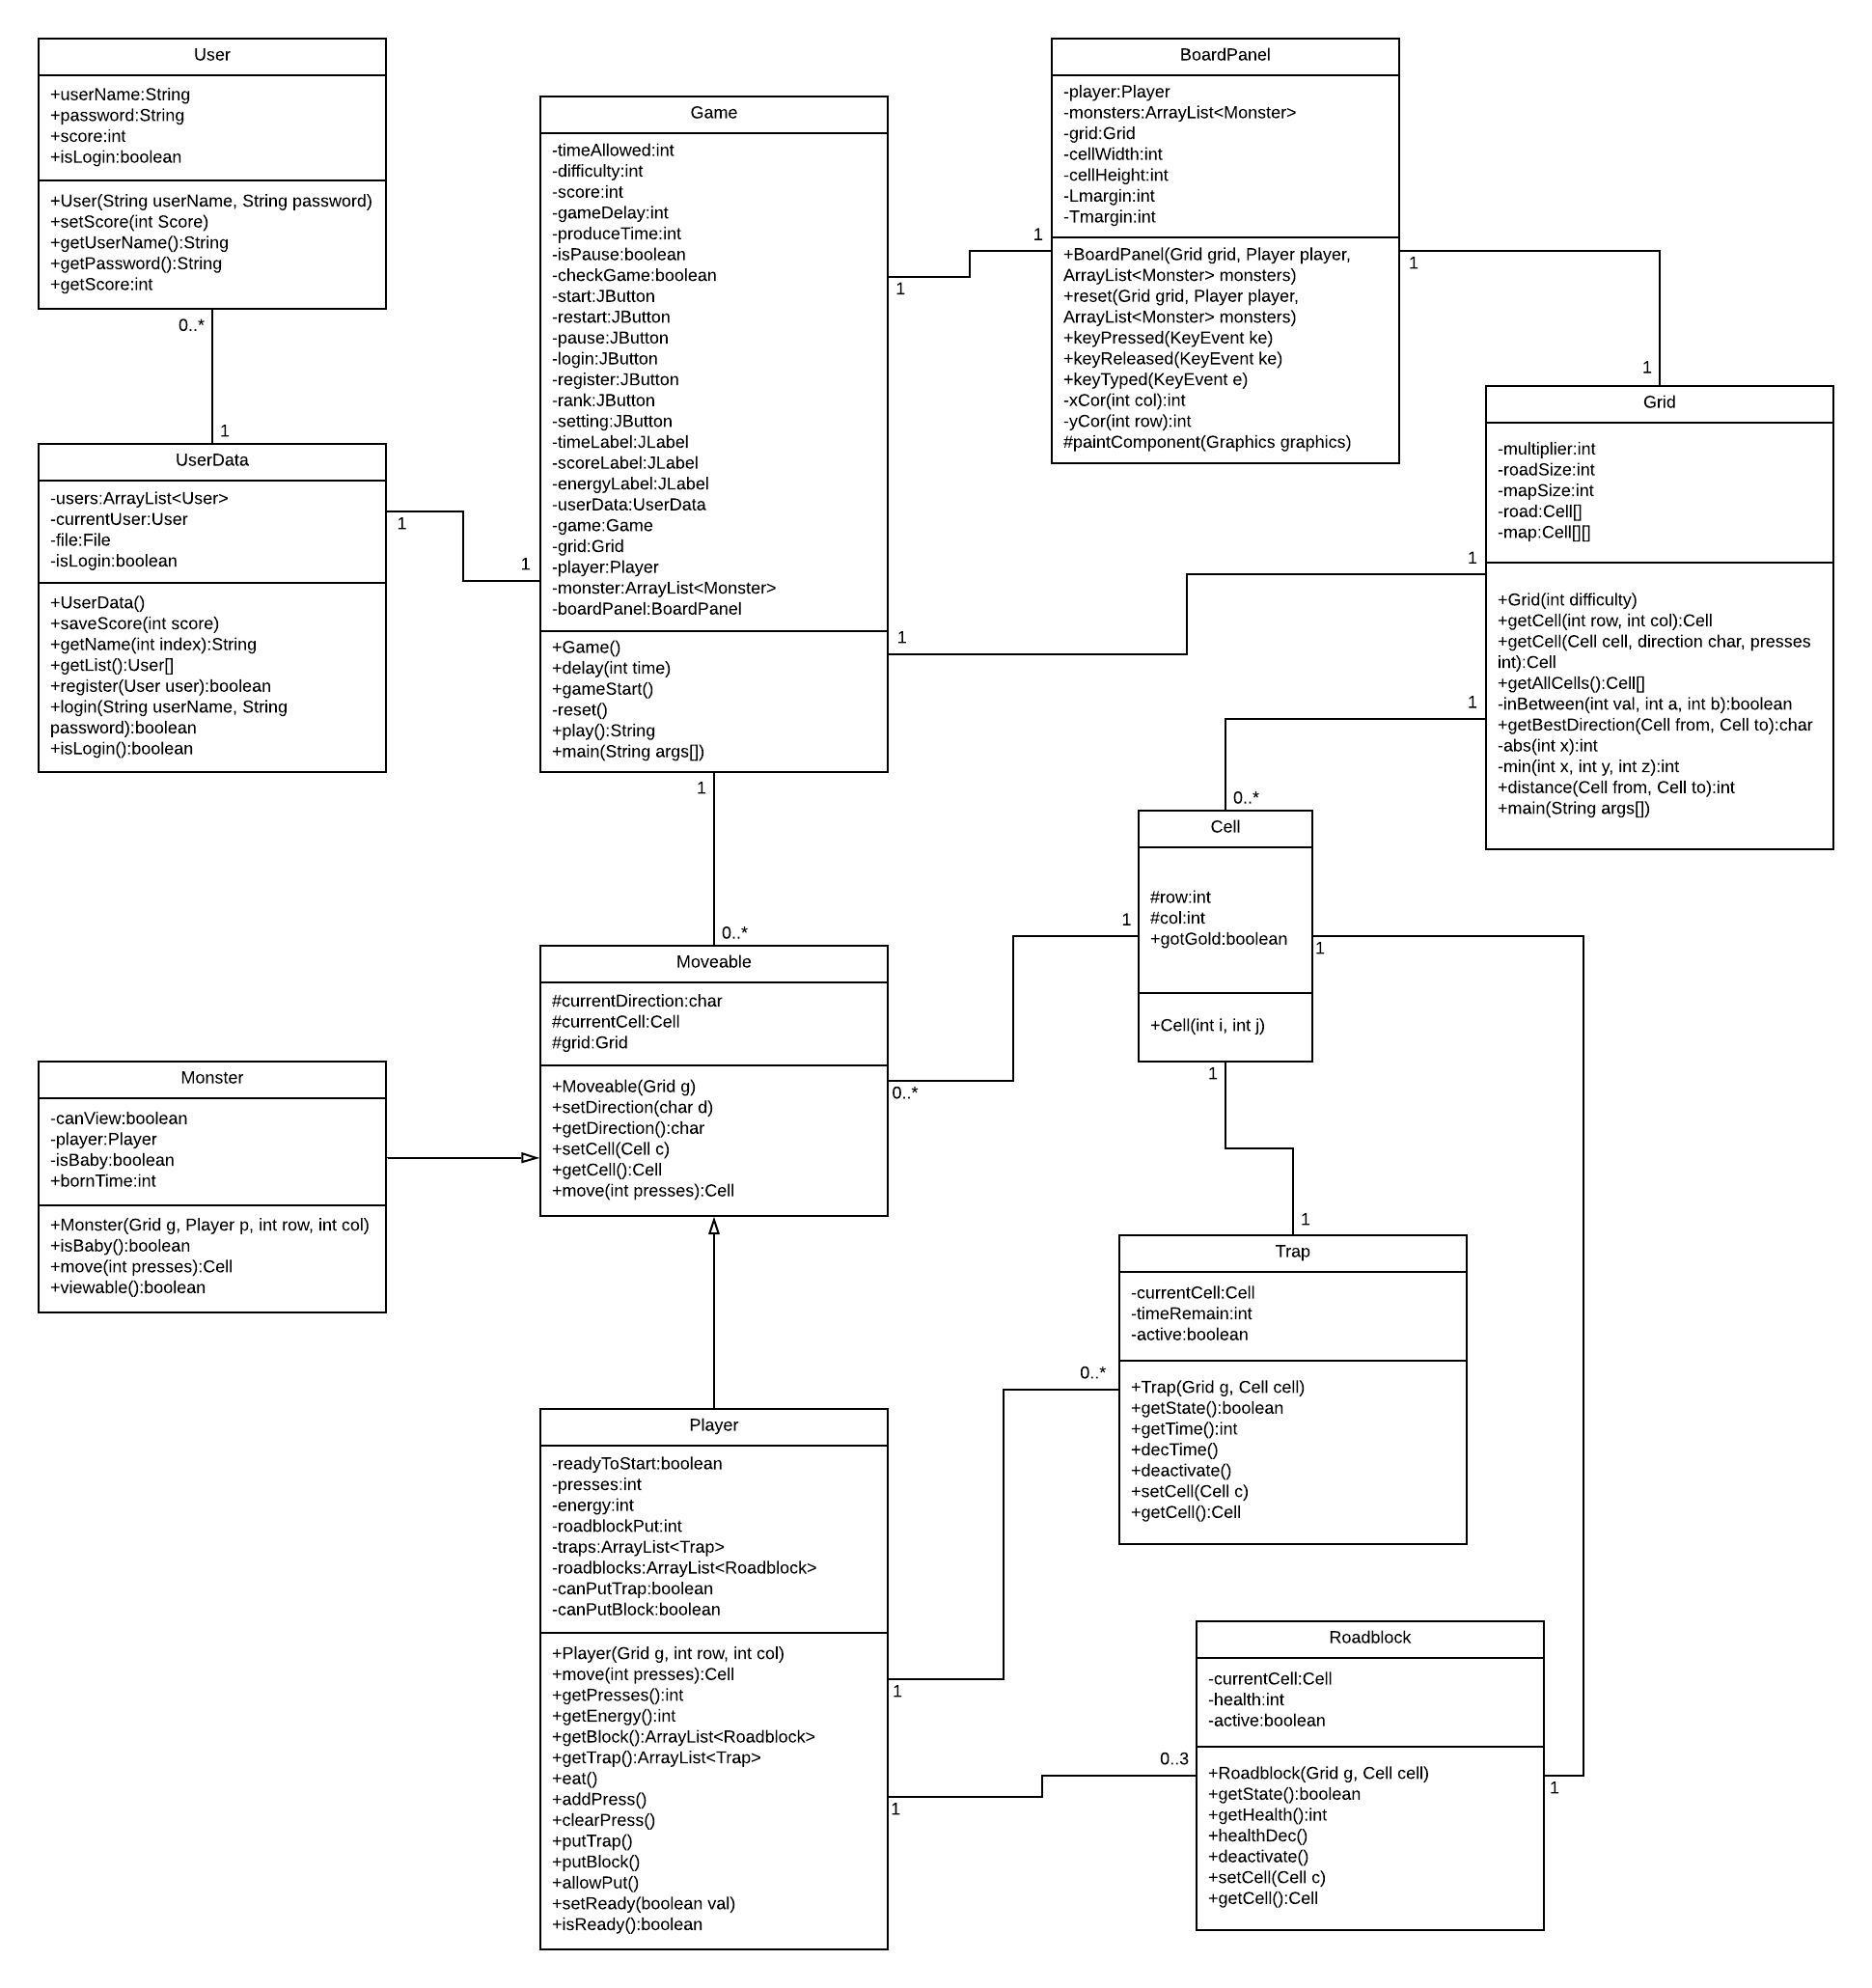 User
+userName:String
+password:String
+score:int
+isLogin:boolean
+User(String userName, String password)
+setScore(int Score)
+getUserName():String
+getPassword():String
+getScore:int
0..*
1
UserData
-users:ArrayList<User>
-currentUser:User
-file:File
-isLogin:boolean
+UserData()
+saveScore(int score)
+getName(int index):String
+getList():User[]
+register(User user):boolean
+login(String userName, String
password):boolean
+isLogin():boolean
1
1
Game
-timeAllowed:int
-difficulty:int
-score:int
-gameDelay:int
-produceTime:int
-isPause:boolean
-checkGame:boolean
-start:JButton
-restart:JButton
-pause:JButton
-login:JButton
-register:JButton
-rank:JButton
-setting:JButton
-timeLabel:JLabel
-scoreLabel:JLabel
-energyLabel:JLabel
-userData:UserData
-game:Game
-grid:Grid
-player:Player
-monster:ArrayList<Monster>
-boardPanel:BoardPanel
+Game()
+delay(int time)
+gameStart()
-reset()
+play():String
+main(String args[])
1
1
BoardPanel
-player:Player
-monsters:ArrayList<Monster>
-grid:Grid
-cellWidth:int
-cellHeight:int
-Lmargin:int
-Tmargin:int
+BoardPanel(Grid grid, Player player,
ArrayList<Monster> monsters)
+reset(Grid grid, Player player,
ArrayList<Monster> monsters)
+keyPressed(KeyEvent ke)
+keyReleased(KeyEvent ke)
+keyTyped(KeyEvent e)
-xCor(int col):int
-yCor(int row):int
#paintComponent(Graphics graphics)
1
1
Grid
-multiplier:int
-roadSize:int
-mapSize:int
-road:Cell[]
-map:Cell[][]
+Grid(int difficulty)
+getCell(int row, int col):Cell
+getCell(Cell cell, direction char, presses
int):Cell
+getAllCells():Cell[]
-inBetween(int val, int a, int b):boolean
+getBestDirection(Cell from, Cell to):char
-abs(int x):int
-min(int x, int y, int z):int
+distance(Cell from, Cell to):int
+main(String args[])
1
1
1
0..*
Cell
#row:int
#col:int
+gotGold:boolean
+Cell(int i, int j)
1
0..*
Moveable
#currentDirection:char
#currentCell:Cell
#grid:Grid
+Moveable(Grid g)
+setDirection(char d)
+getDirection():char
+setCell(Cell c)
+getCell():Cell
+move(int presses):Cell
1
0..*
1
1
Monster
-canView:boolean
-player:Player
-isBaby:boolean
+bornTime:int
+Monster(Grid g, Player p, int row, int col)
+isBaby():boolean
+move(int presses):Cell
+viewable():boolean
1
Trap
-currentCell:Cell
-timeRemain:int
-active:boolean
+Trap(Grid g, Cell cell)
+getState():boolean
+getTime():int
+decTime()
+deactivate()
+setCell(Cell c)
+getCell():Cell
0..*
1
Player
-readyToStart:boolean
-presses:int
-energy:int
-roadblockPut:int
-traps:ArrayList<Trap>
-roadblocks:ArrayList<Roadblock>
-canPutTrap:boolean
-canPutBlock:boolean
+Player(Grid g, int row, int col)
+move(int presses):Cell
+getPresses():int
+getEnergy():int
+getBlock():ArrayList<Roadblock>
+getTrap():ArrayList<Trap>
+eat()
+addPress()
+clearPress()
+putTrap()
+putBlock()
+allowPut()
+setReady(boolean val)
+isReady():boolean
1
0..3
Roadblock
-currentCell:Cell
-health:int
-active:boolean
+Roadblock(Grid g, Cell cell)
+getState():boolean
+getHealth():int
+healthDec()
+deactivate()
+setCell(Cell c)
+getCell():Cell
1